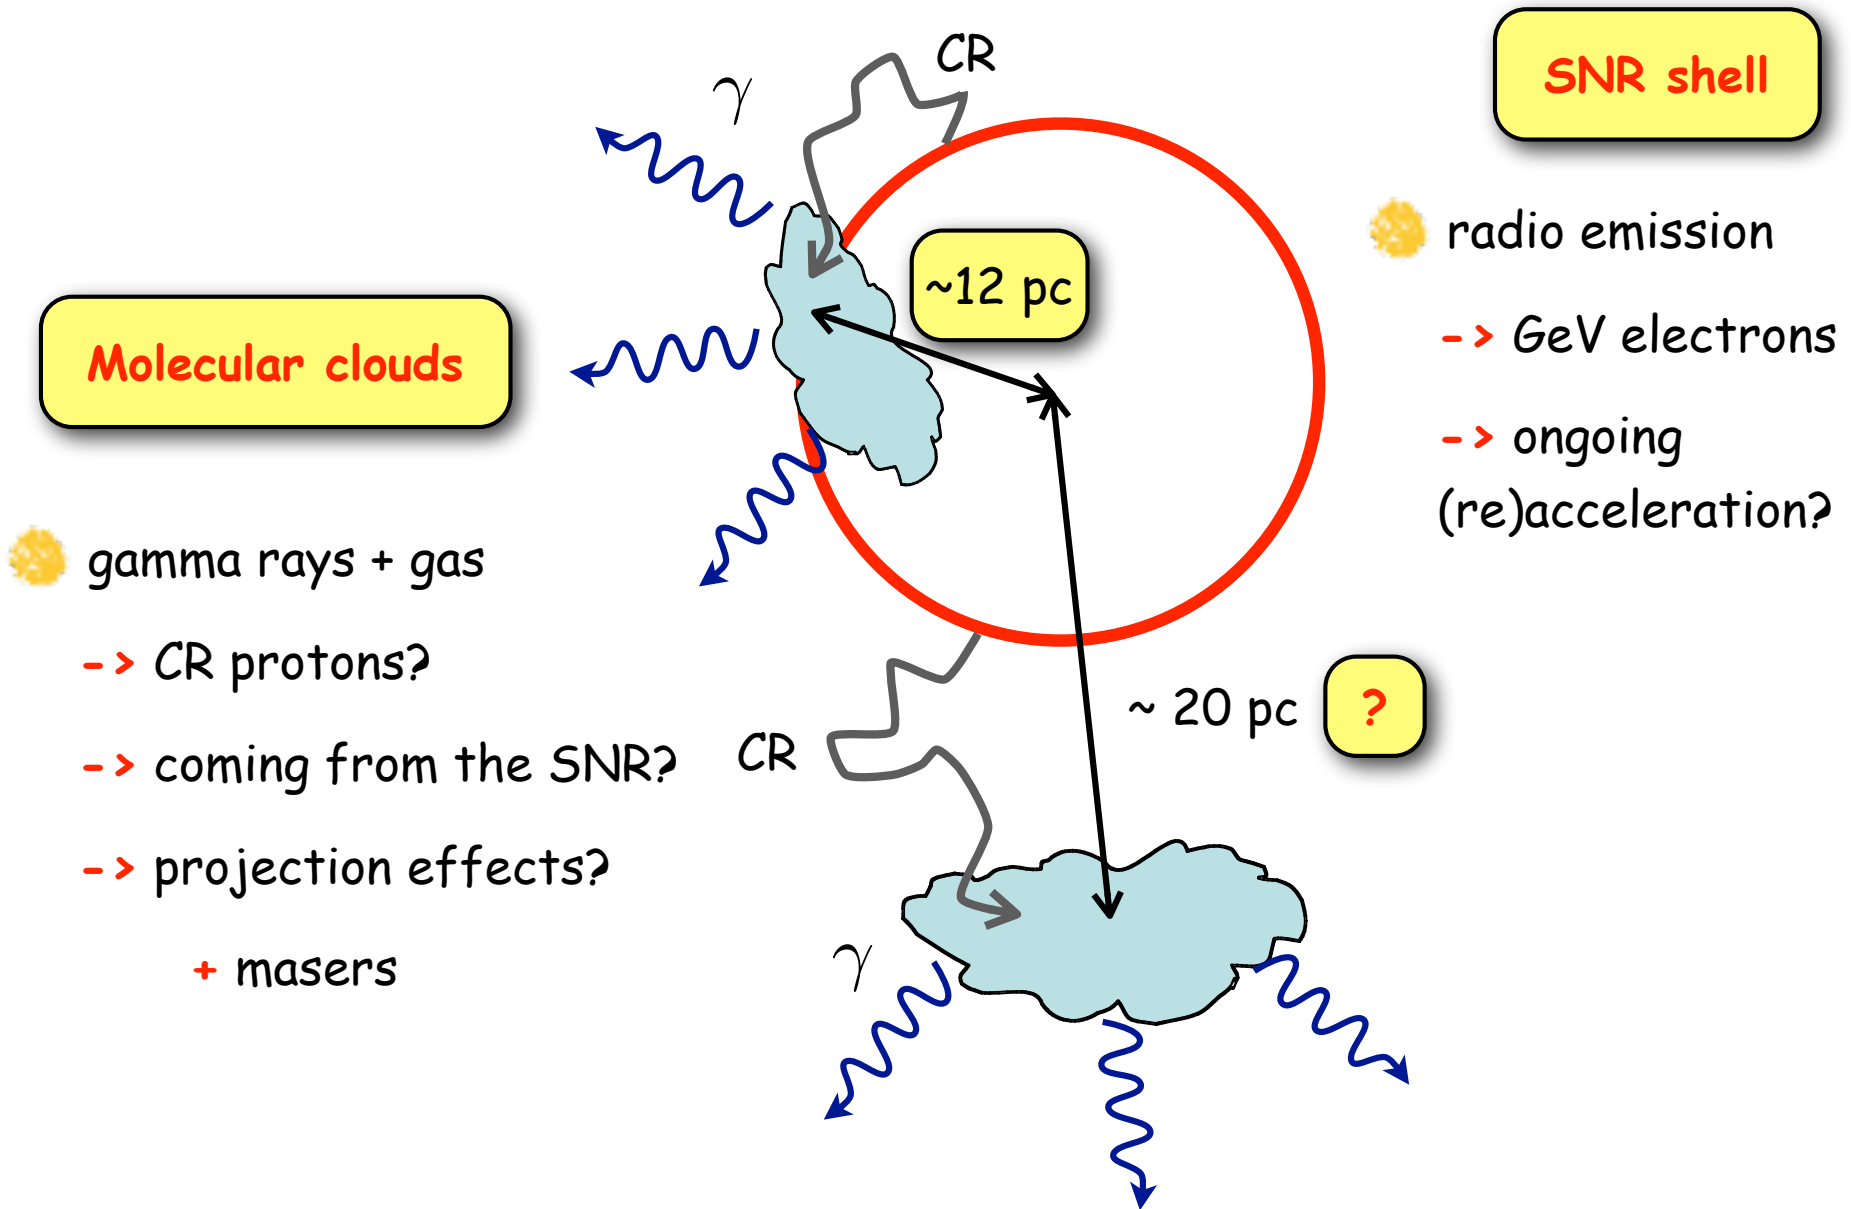 CR
γ
SNR shell
radio emission
~12 pc
-> GeV electrons
Molecular clouds
-> ongoing
(re)acceleration?
gamma rays + gas
-> CR protons?
~ 20 pc ?
-> coming from the SNR?
CR
-> projection effects?
+ masers
γ